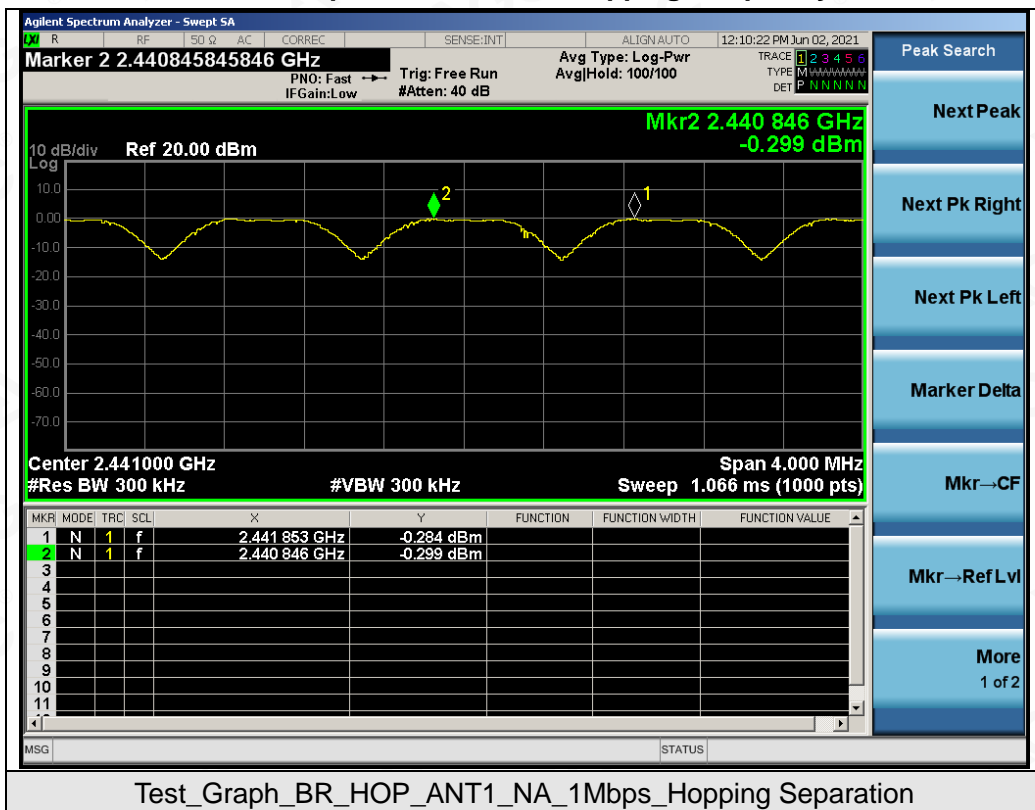 Agilent Spectrum Analyzer - Swept SA
LXI R RF 50 Ω AC CORREC SENSE:INT ALIGN AUTO 12:10:22 PM Jun 02, 2021
Marker 2 2.440845845846 GHz
PNO: Fast
IFGain:Low
Trig: Free Run
#Atten: 40 dB
Avg Type: Log-Pwr
Avg|Hold: 100/100
TRACE 1 2 3 4 5 6
TYPE M
DET P N N N N N
Mkr2 2.440 846 GHz
-0.299 dBm
10 dB/div Ref 20.00 dBm
Log
10.0
0.00
-10.0
-20.0
-30.0
-40.0
-50.0
-60.0
-70.0
2
1
Center 2.441000 GHz Span 4.000 MHz
#Res BW 300 kHz #VBW 300 kHz Sweep 1.066 ms (1000 pts)
MKR MODE TRC SCL X Y FUNCTION FUNCTION WIDTH FUNCTION VALUE
1 N 1 f 2.441 853 GHz -0.284 dBm
2 N 1 f 2.440 846 GHz -0.299 dBm
3
4
5
6
7
8
9
10
11
MSG STATUS
Peak Search
Next Peak
Next Pk Right
Next Pk Left
Marker Delta
Mkr→CF
Mkr→Ref Lvl
More
1 of 2
Test_Graph_BR_HOP_ANT1_NA_1Mbps_Hopping Separation